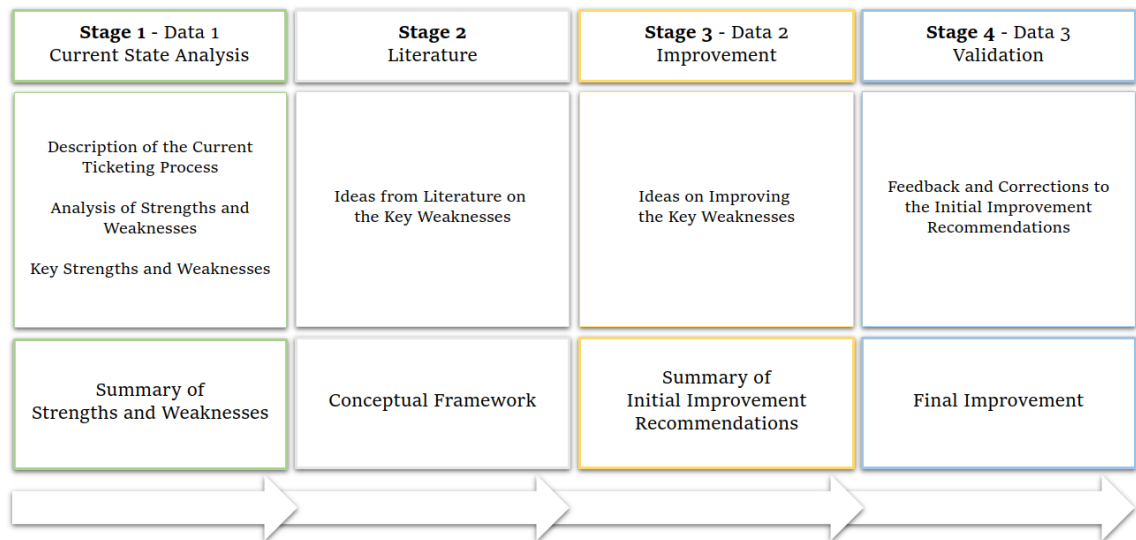 Stage 1 - Data 1
Current State Analysis
Stage 2
Literature
Stage 3 - Data 2
Improvement
Stage 4 - Data 3
Validation
Description of the Current
Ticketing Process
Analysis of Strengths and
Weaknesses
Key Strengths and Weaknesses
Ideas from Literature on
the Key Weaknesses
Ideas on Improving
the Key Weaknesses
Feedback and Corrections to
the Initial Improvement
Recommendations
Summary of
Strengths and Weaknesses
Conceptual Framework
Summary of
Initial Improvement
Recommendations
Final Improvement